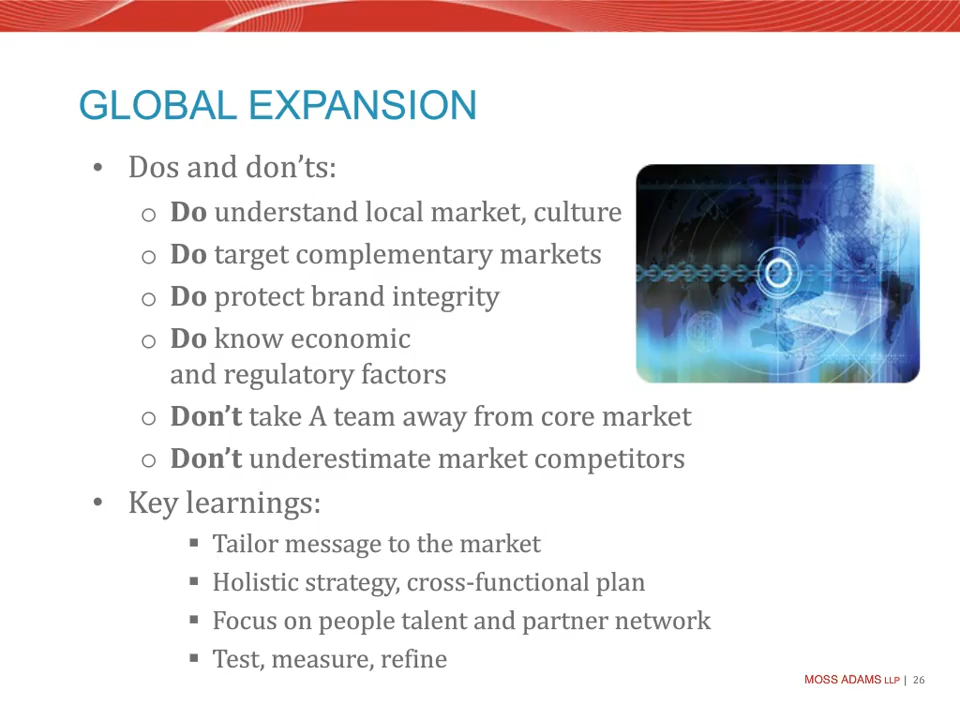 GLOBAL EXPANSION
• Dos and don’ts:
o Do understand local market, culture
o Do target complementary markets
o Do protect brand integrity
o Do know economic
and regulatory factors
o Don’t take A team away from core market
o Don’t underestimate market competitors
• Key learnings:
▪ Tailor message to the market
▪ Holistic strategy, cross-functional plan
▪ Focus on people talent and partner network
▪ Test, measure, refine
MOSS ADAMS LLP | 26